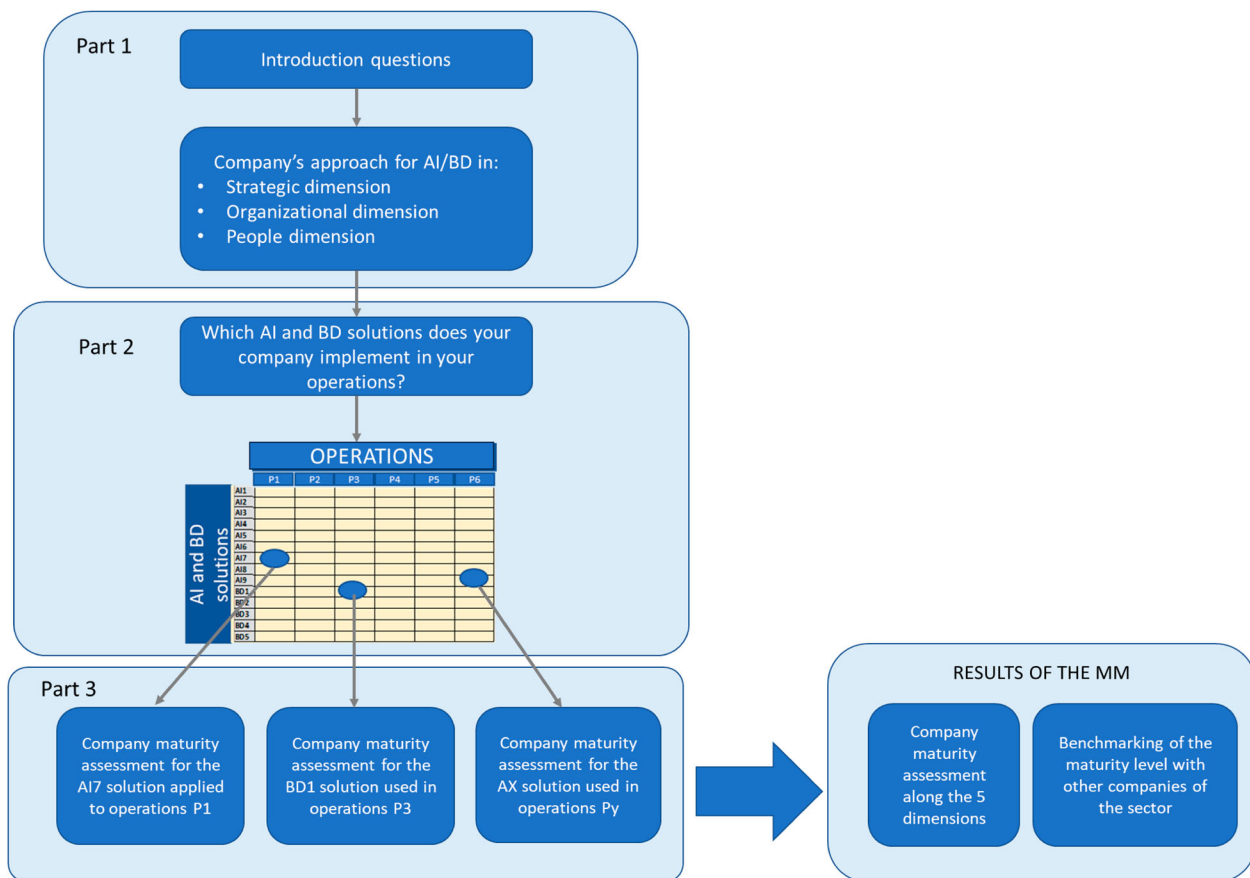 Part 1
Introduction questions
Company's approach for AI/BD in:
• Strategic dimension
• Organizational dimension
• People dimension
Part 2
Which AI and BD solutions does your
company implement in your
operations?
OPERATIONS
P1 P2 P3 P4 P5 P6
AI and BD
solutions
AI1
AI2
AI3
AI4
AI5
AI6
AI7
AI8
AI9
BD1
BD2
BD3
BD4
BD5
Part 3
Company maturity
assessment for the
AI7 solution applied
to operations P1
Company maturity
assessment for the
BD1 solution used in
operations P3
Company maturity
assessment for the
AX solution used in
operations Py
RESULTS OF THE MM
Company
maturity
assessment
along the 5
dimensions
Benchmarking of the
maturity level with
other companies of
the sector